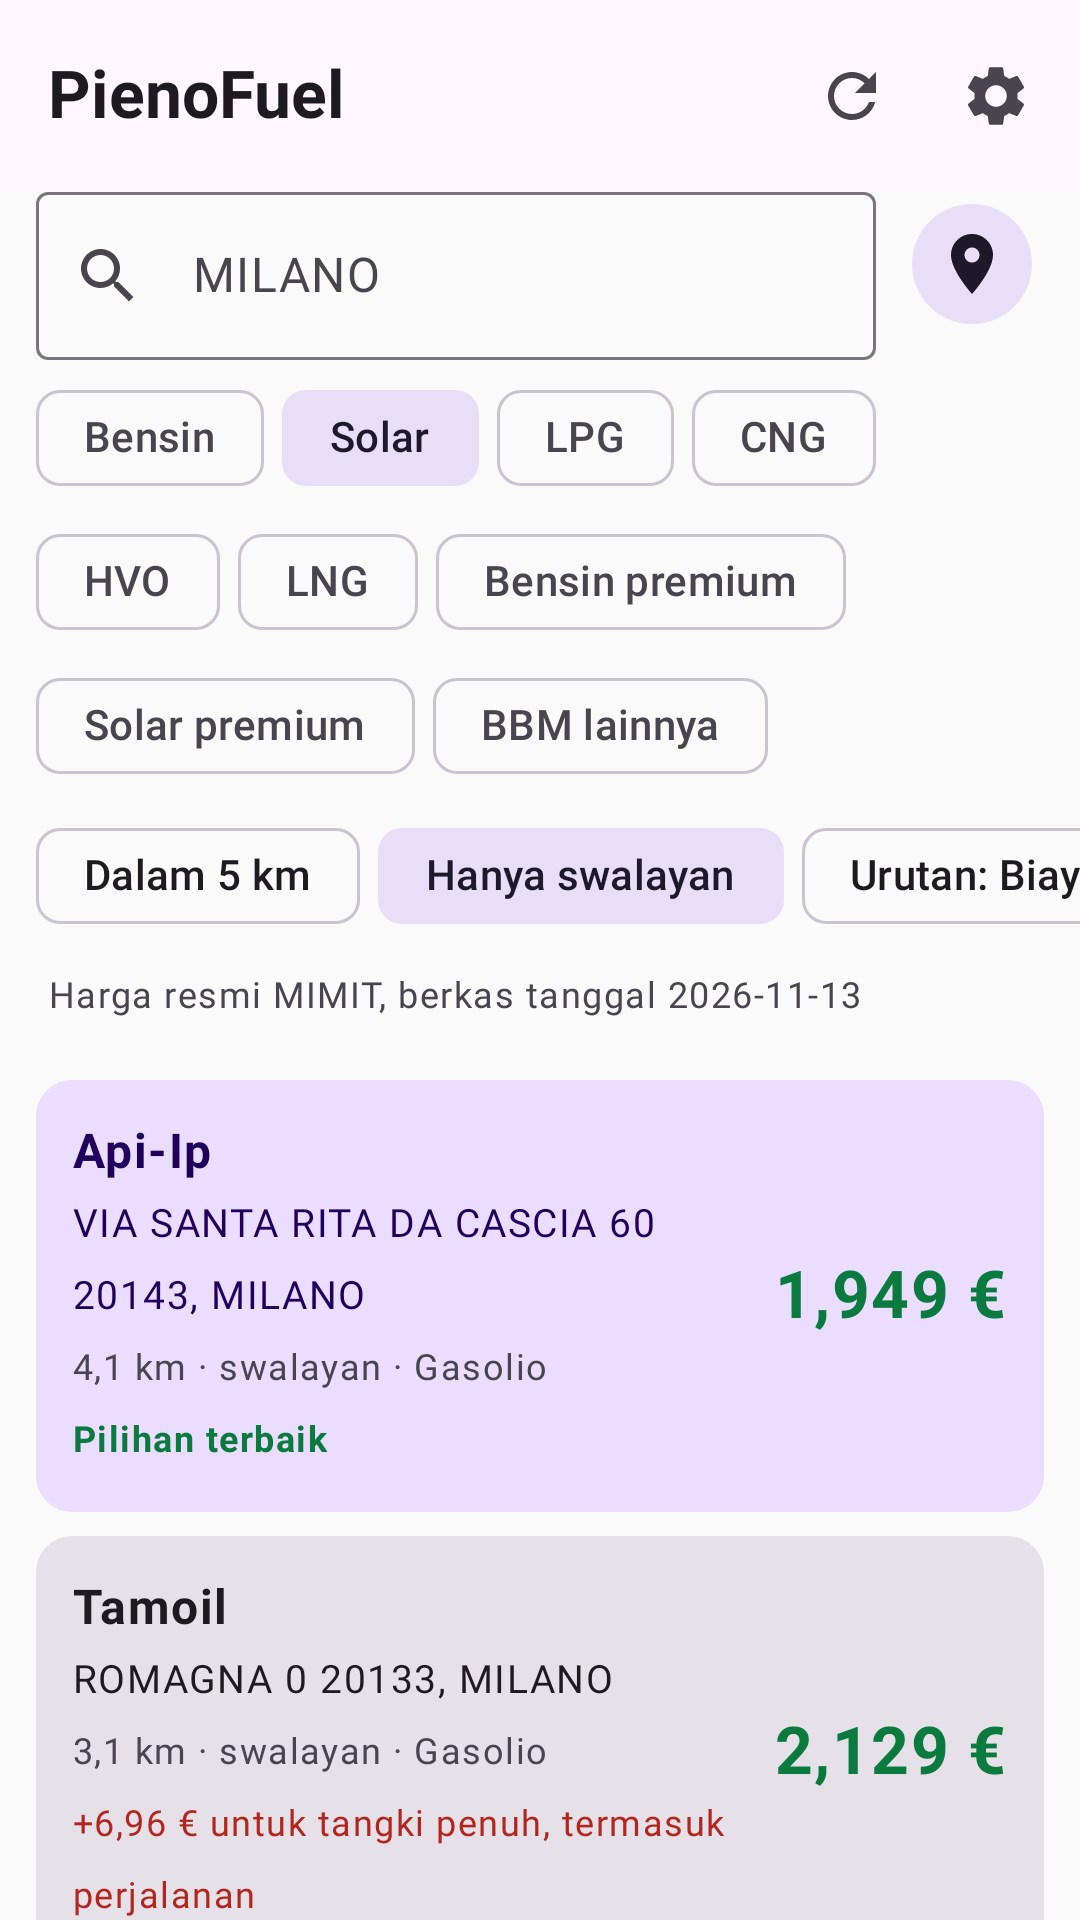 PienoFuel
MILANO
Bensin
Solar
LPG
CNG
HVO
LNG
Bensin premium
Solar premium
BBM lainnya
Dalam 5 km
Hanya swalayan
Urutan: Biay
Harga resmi MIMIT, berkas tanggal 2026-11-13
Api-Ip
VIA SANTA RITA DA CASCIA 60
20143, MILANO
1,949 €
4,1 km · swalayan · Gasolio
Pilihan terbaik
Tamoil
ROMAGNA 0 20133, MILANO
3,1 km · swalayan · Gasolio
2,129 €
+6,96 € untuk tangki penuh, termasuk
perjalanan